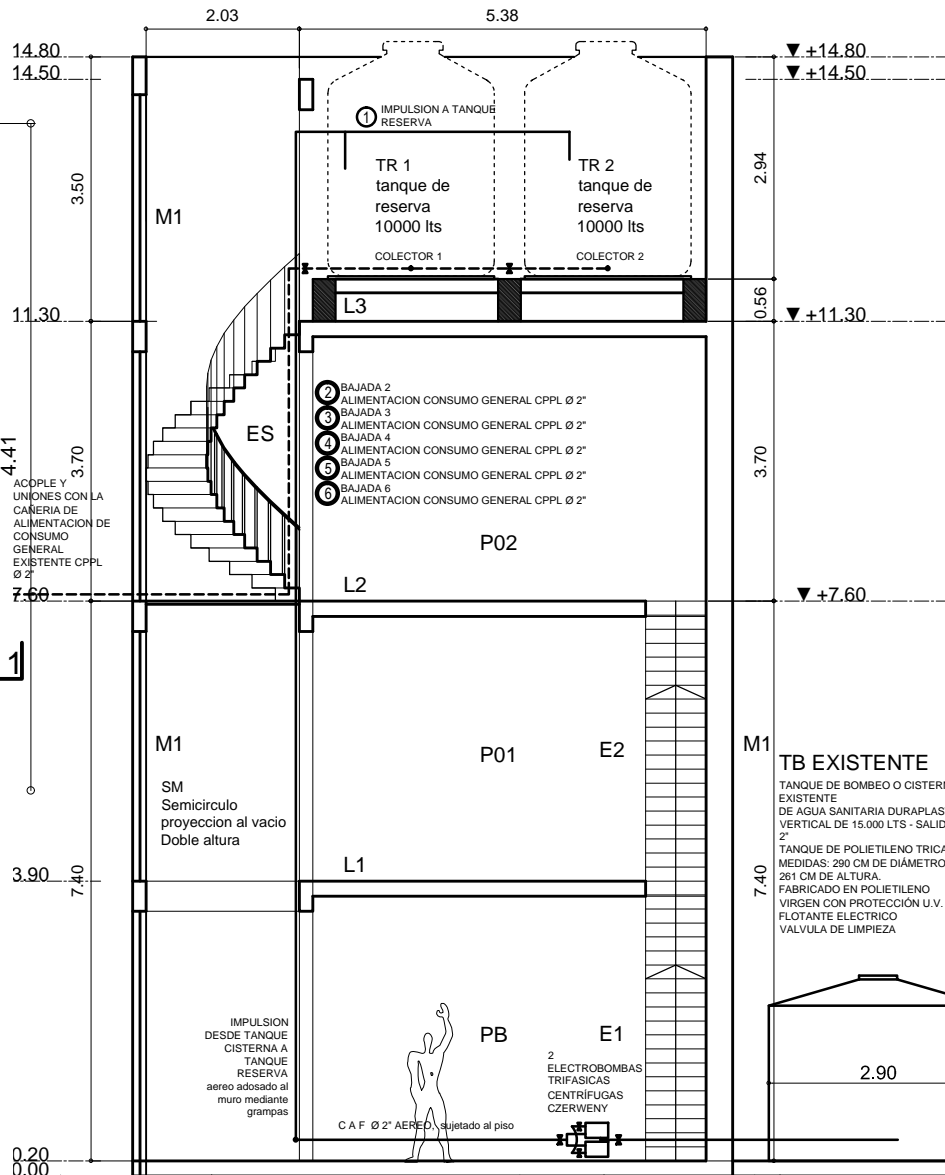 2.03
5.38
14.80
14.50
▼ +14.80
▼ +14.50
1 IMPULSION A TANQUE
RESERVA
3.50
M1
TR 1
tanque de
reserva
10000 lts
TR 2
tanque de
reserva
10000 lts
2.94
COLECTOR 1
COLECTOR 2
L3
0.56
11.30
▼ +11.30
2 BAJADA 2
ALIMENTACION CONSUMO GENERAL CPPL Ø 2"
3 BAJADA 3
ALIMENTACION CONSUMO GENERAL CPPL Ø 2"
4 BAJADA 4
ALIMENTACION CONSUMO GENERAL CPPL Ø 2"
5 BAJADA 5
ALIMENTACION CONSUMO GENERAL CPPL Ø 2"
6 BAJADA 6
ALIMENTACION CONSUMO GENERAL CPPL Ø 2"
ES
4.41
3.70
3.70
ACOPLE Y
UNIONES CON LA
CAÑERIA DE
ALIMENTACION DE
CONSUMO
GENERAL
EXISTENTE CPPL
Ø 2"
P02
L2
7.60
▼ +7.60
1
M1
P01
E2
M1
SM
Semicirculo
proyeccion al vacio
Doble altura
TB EXISTENTE
TANQUE DE BOMBEO O CISTERN
EXISTENTE
DE AGUA SANITARIA DURAPLAS
VERTICAL DE 15.000 LTS - SALID
2"
TANQUE DE POLIETILENO TRICA
MEDIDAS: 290 CM DE DIÁMETRO
261 CM DE ALTURA.
FABRICADO EN POLIETILENO
VIRGEN CON PROTECCIÓN U.V.
FLOTANTE ELECTRICO
VALVULA DE LIMPIEZA
L1
3.90
7.40
7.40
IMPULSION
DESDE TANQUE
CISTERNA A
TANQUE
RESERVA
aereo adosado al
muro mediante
grampas
PB
E1
2
ELECTROBOMBAS
TRIFASICAS
CENTRÍFUGAS
CZERWENY
2.90
C A F Ø 2" AEREO, sujetado al piso
0.20
0.00